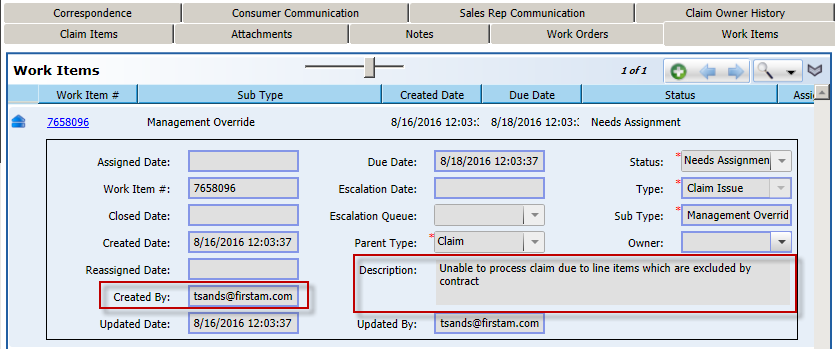 Correspondence Consumer Communication Sales Rep Communication Claim Owner History
Claim Items Attachments Notes Work Orders Work Items
Work Items 1 of 1
Work Item # Sub Type Created Date Due Date Status Assi
7658096 Management Override 8/16/2016 12:03: 8/18/2016 12:03: Needs Assignment
Assigned Date: Due Date: 8/18/2016 12:03:37 Status: * Needs Assignmen
Work Item #: 7658096 Escalation Date: Type: * Claim Issue
Closed Date: Escalation Queue: Sub Type: * Management Overrid
Created Date: 8/16/2016 12:03:37 Parent Type: * Claim Owner:
Reassigned Date: Description: Unable to process claim due to line items which are excluded by
contract
Created By: tsands@firstam.com
Updated Date: 8/16/2016 12:03:37 Updated By: tsands@firstam.com